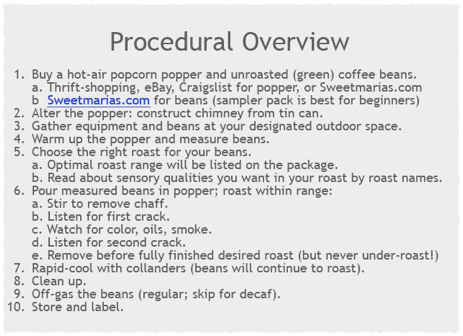 Procedural Overview
1. Buy a hot-air popcorn popper and unroasted (green) coffee beans.
a. Thrift-shopping, eBay, Craigslist for popper, or Sweetmarias.com
b Sweetmarias.com for beans (sampler pack is best for beginners)
2. Alter the popper: construct chimney from tin can.
3. Gather equipment and beans at your designated outdoor space.
4. Warm up the popper and measure beans.
5. Choose the right roast for your beans.
a. Optimal roast range will be listed on the package.
b. Read about sensory qualities you want in your roast by roast names.
6. Pour measured beans in popper; roast within range:
a. Stir to remove chaff.
b. Listen for first crack.
c. Watch for color, oils, smoke.
d. Listen for second crack.
e. Remove before fully finished desired roast (but never under-roast!)
7. Rapid-cool with collanders (beans will continue to roast).
8. Clean up.
9. Off-gas the beans (regular; skip for decaf).
10. Store and label.